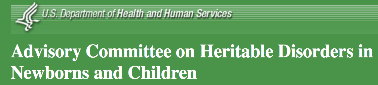 U.S. Department of Health and Human Services
Advisory Committee on Heritable Disorders in
Newborns and Children